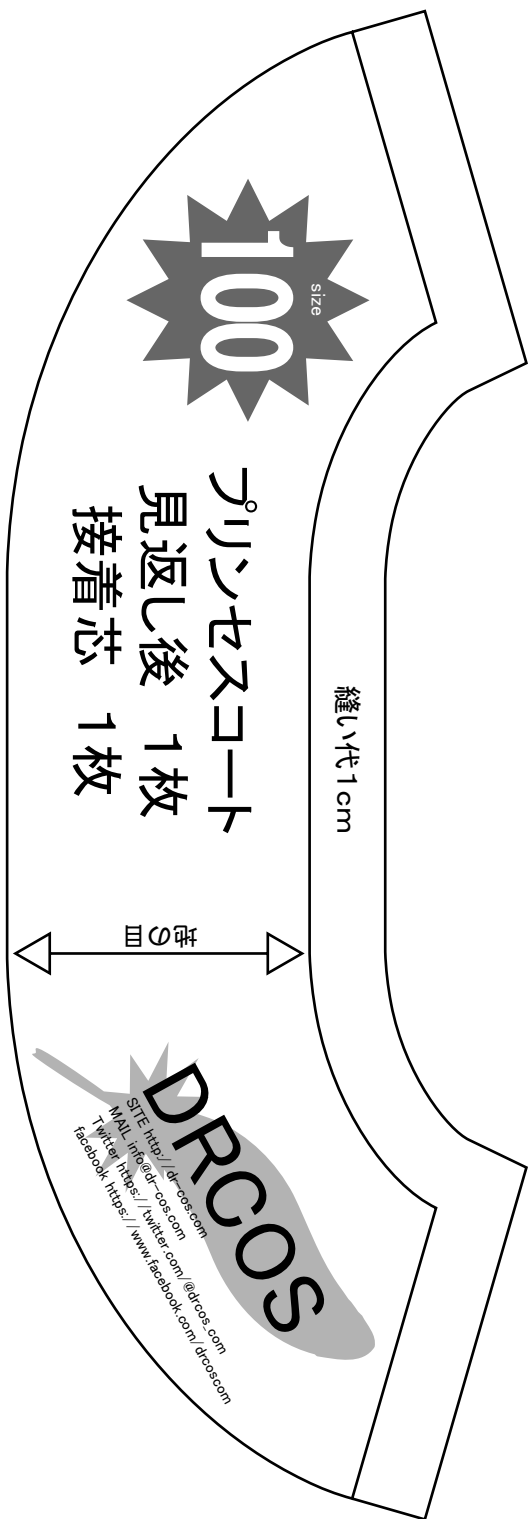 size
100
プリンセスコート
見返し後 1枚
接着芯 1枚
縫い代1cm
地の目
DRCOS
SITE http://dr-cos.com
MAIL info@dr-cos.com
Twitter https://twitter.com/@drcos_com
facebook https://www.facebook.com/drcoscom